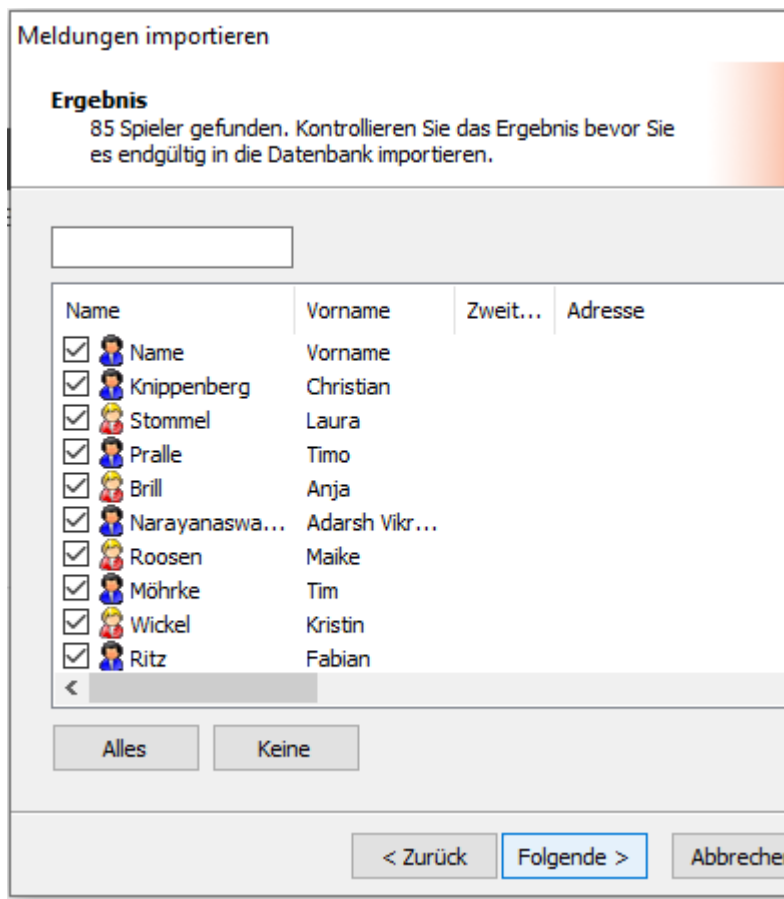 Meldungen importieren
Ergebnis
85 Spieler gefunden. Kontrollieren Sie das Ergebnis bevor Sie
es endgültig in die Datenbank importieren.
Name Vorname Zweit... Adresse
Name Vorname
Knippenberg Christian
Stommel Laura
Pralle Timo
Brill Anja
Narayanaswa... Adarsh Vikr...
Roosen Maike
Möhrke Tim
Wickel Kristin
Ritz Fabian
Alles Keine
< Zurück Folgende > Abbreche